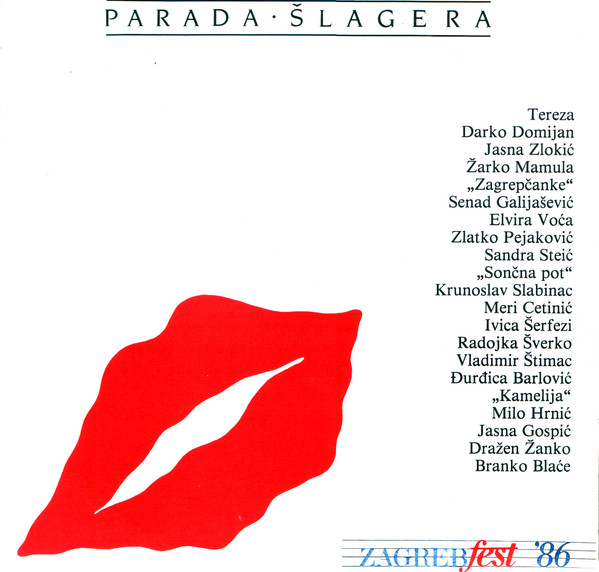 PARADA · ŠLAGERA
Tereza
Darko Domijan
Jasna Zlokić
Žarko Mamula
„Zagrepčanke“
Senad Galijašević
Elvira Voća
Zlatko Pejaković
Sandra Steić
„Sončna pot“
Krunoslav Slabinac
Meri Cetinić
Ivica Šerfezi
Radojka Šverko
Vladimir Štimac
Đurđica Barlović
„Kamelija“
Milo Hrnić
Jasna Gospić
Dražen Žanko
Branko Blaće
ZAGREBfest '86